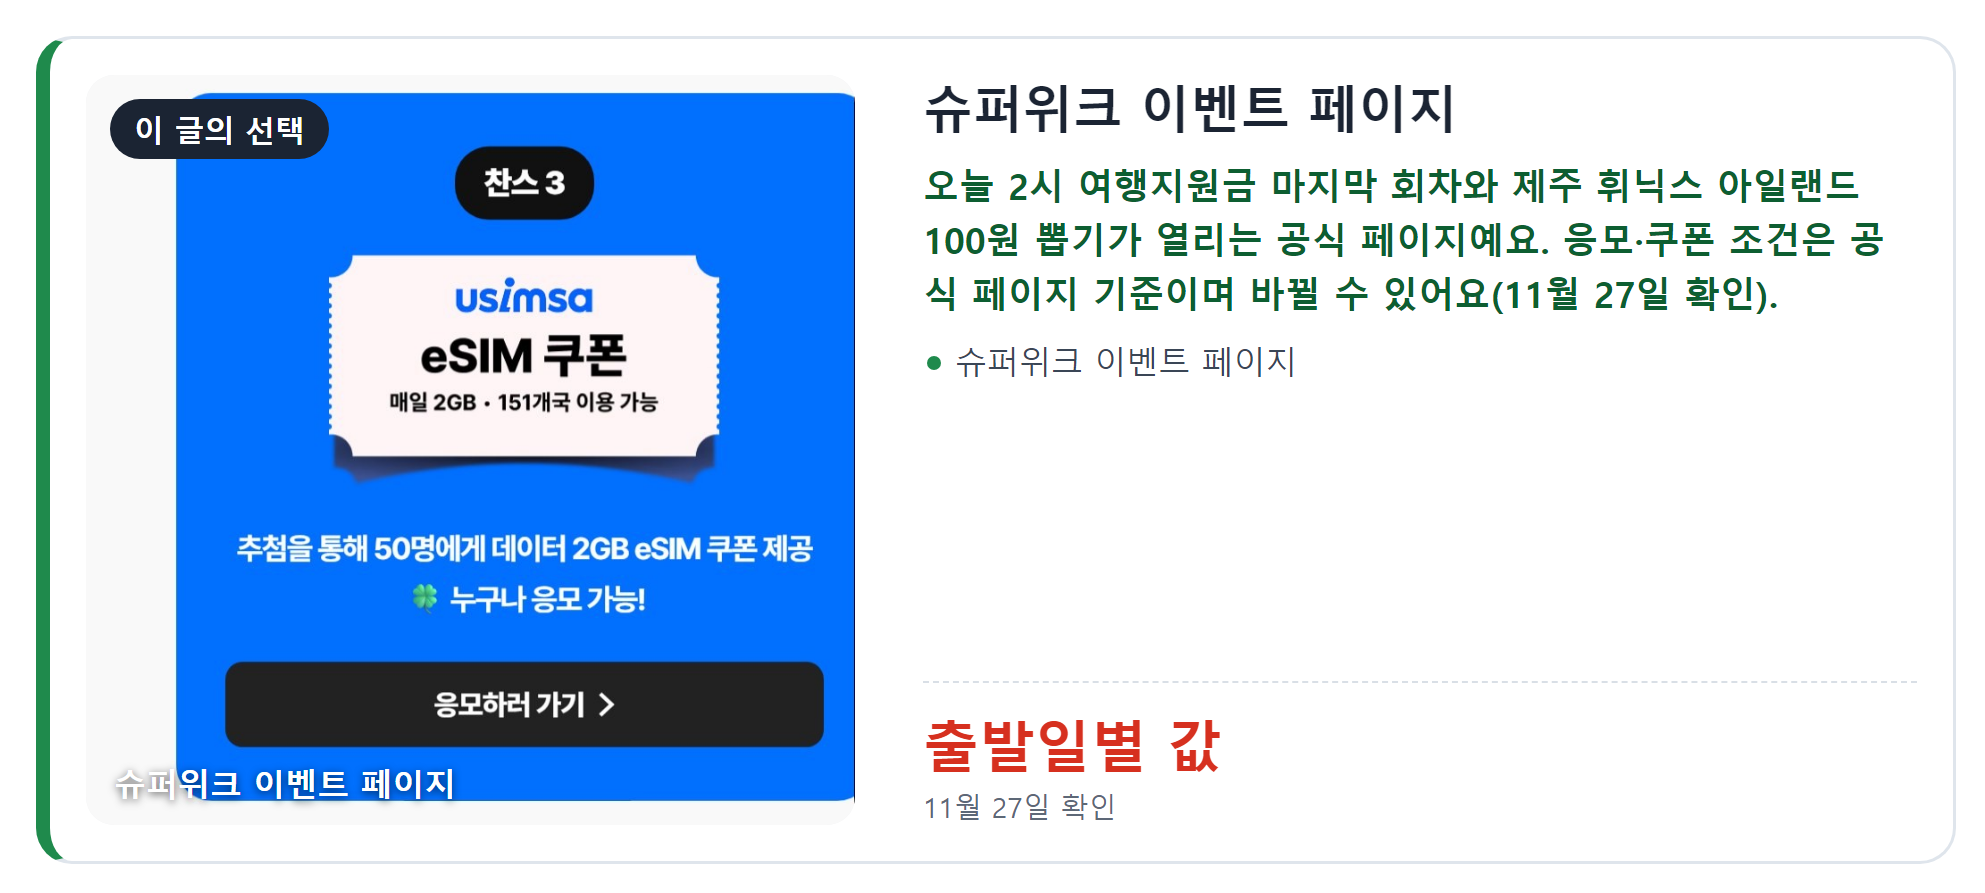 이 글의 선택
찬스 3
usimsa
eSIM 쿠폰
매일 2GB • 151개국 이용 가능
추첨을 통해 50명에게 데이터 2GB eSIM 쿠폰 제공
🍀 누구나 응모 가능!
응모하러 가기 >
슈퍼위크 이벤트 페이지
슈퍼위크 이벤트 페이지
오늘 2시 여행지원금 마지막 회차와 제주 휘닉스 아일랜드
100원 뽑기가 열리는 공식 페이지예요. 응모·쿠폰 조건은 공
식 페이지 기준이며 바뀔 수 있어요(11월 27일 확인).
• 슈퍼위크 이벤트 페이지
출발일별 값
11월 27일 확인